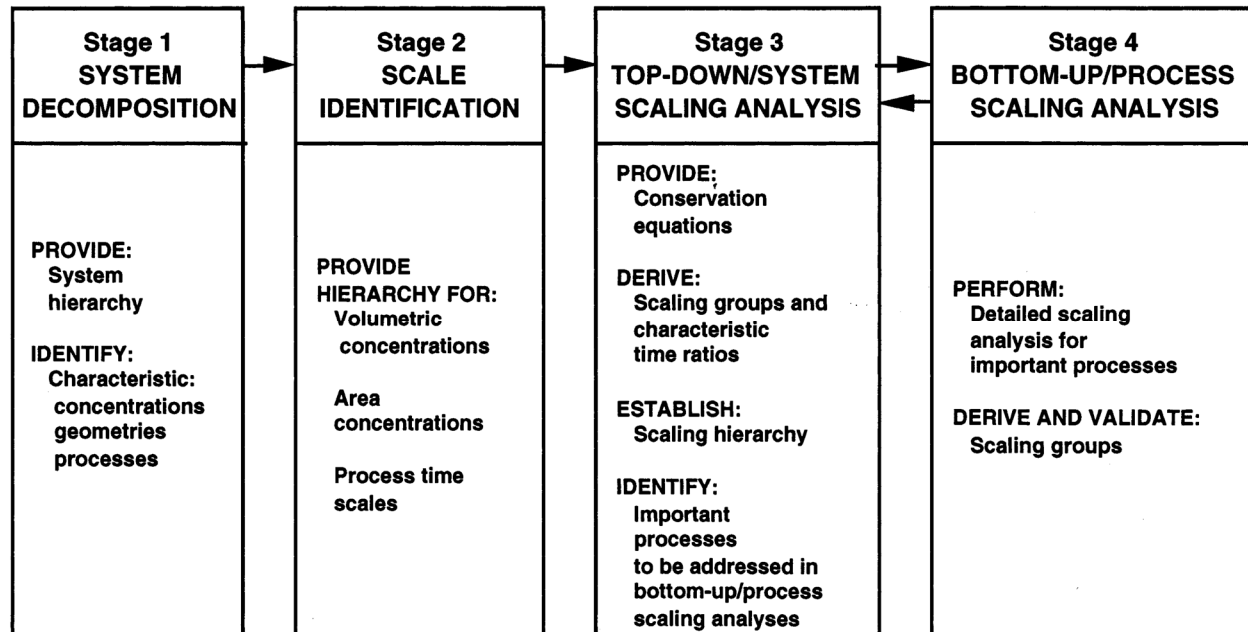 Stage 1
SYSTEM
DECOMPOSITION
PROVIDE:
System
hierarchy
IDENTIFY:
Characteristic:
concentrations
geometries
processes
Stage 2
SCALE
IDENTIFICATION
PROVIDE
HIERARCHY FOR:
Volumetric
concentrations
Area
concentrations
Process time
scales
Stage 3
TOP-DOWN/SYSTEM
SCALING ANALYSIS
PROVIDE:
Conservation
equations
DERIVE:
Scaling groups and
characteristic
time ratios
ESTABLISH:
Scaling hierarchy
IDENTIFY:
Important
processes
to be addressed in
bottom-up/process
scaling analyses
Stage 4
BOTTOM-UP/PROCESS
SCALING ANALYSIS
PERFORM:
Detailed scaling
analysis for
important processes
DERIVE AND VALIDATE:
Scaling groups